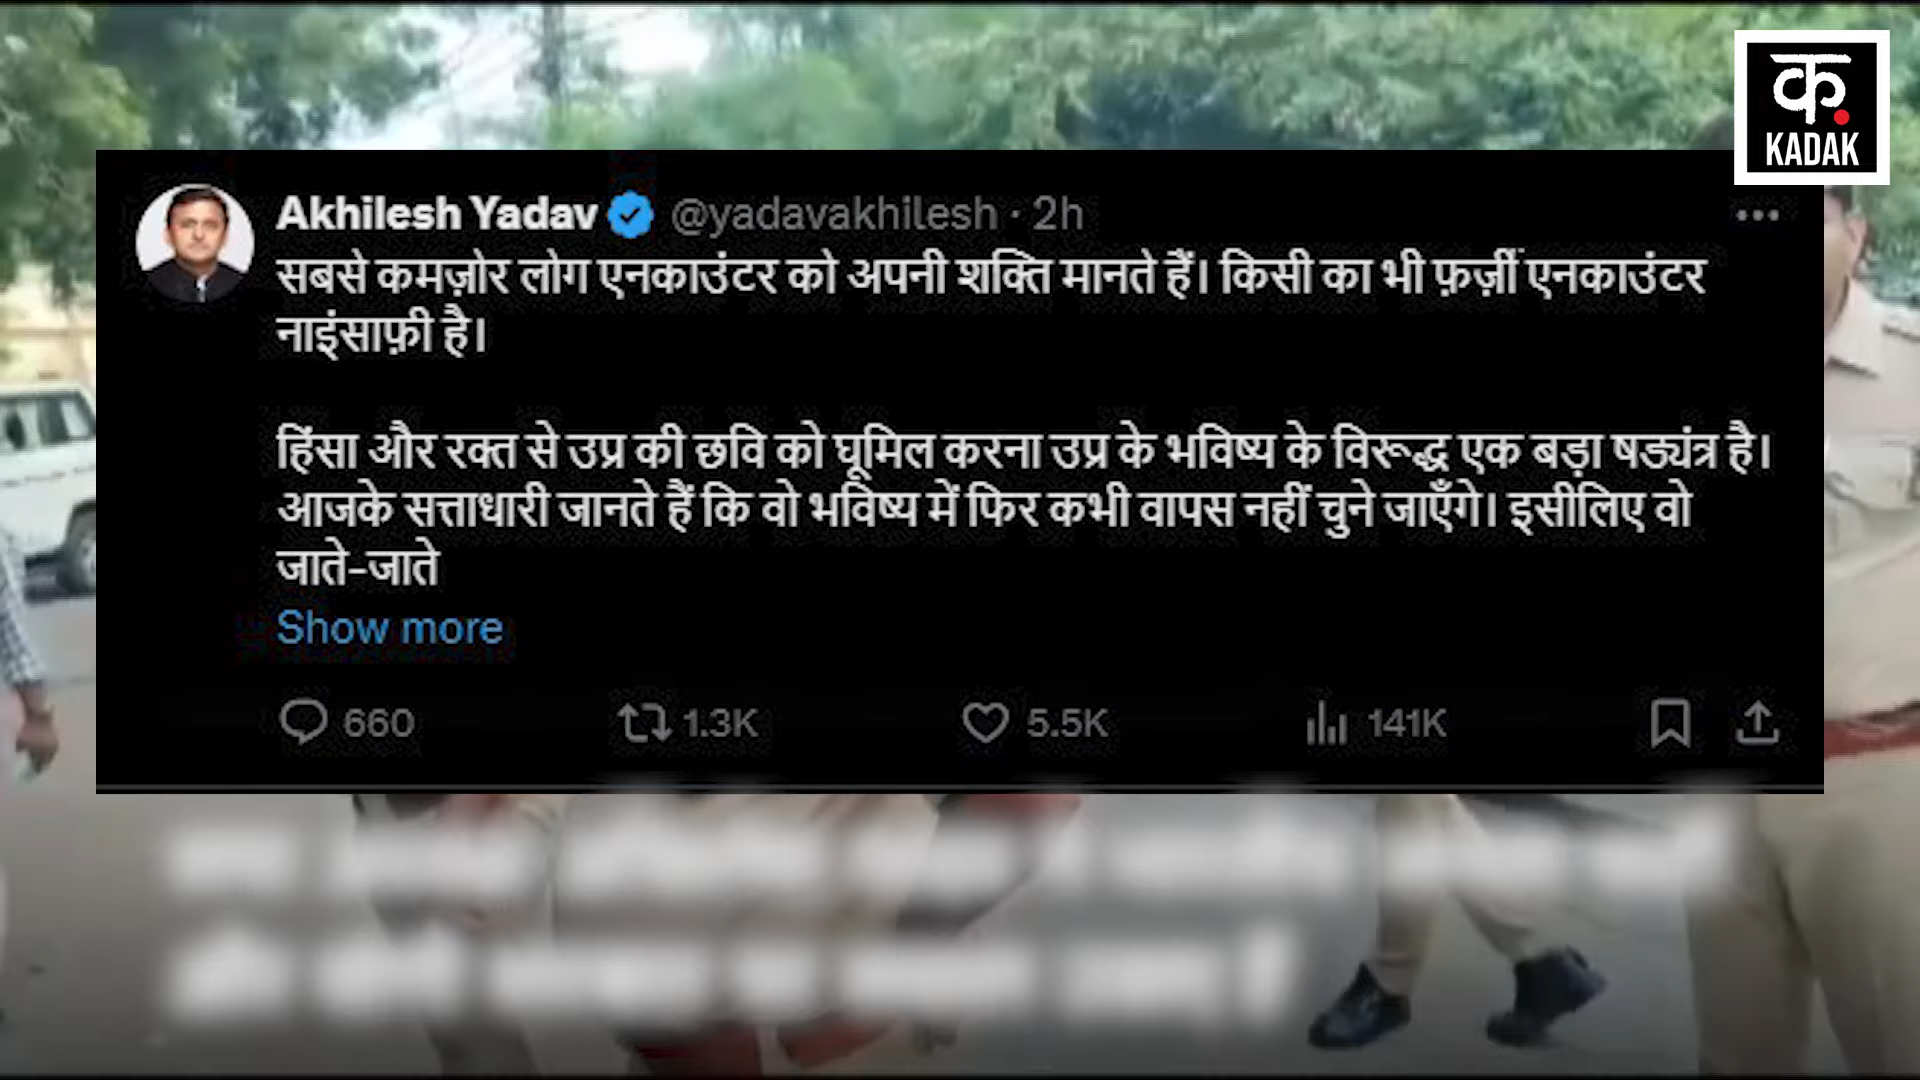 क
KADAK
Akhilesh Yadav @yadavakhilesh · 2h
सबसे कमज़ोर लोग एनकाउंटर को अपनी शक्ति मानते हैं। किसी का भी फ़र्ज़ी एनकाउंटर
नाइंसाफ़ी है।
हिंसा और रक्त से उप्र की छवि को घूमिल करना उप्र के भविष्य के विरूद्ध एक बड़ा षड्यंत्र है।
आजके सत्ताधारी जानते हैं कि वो भविष्य में फिर कभी वापस नहीं चुने जाएँगे। इसीलिए वो
जाते-जाते
Show more
660 1.3K 5.5K 141K